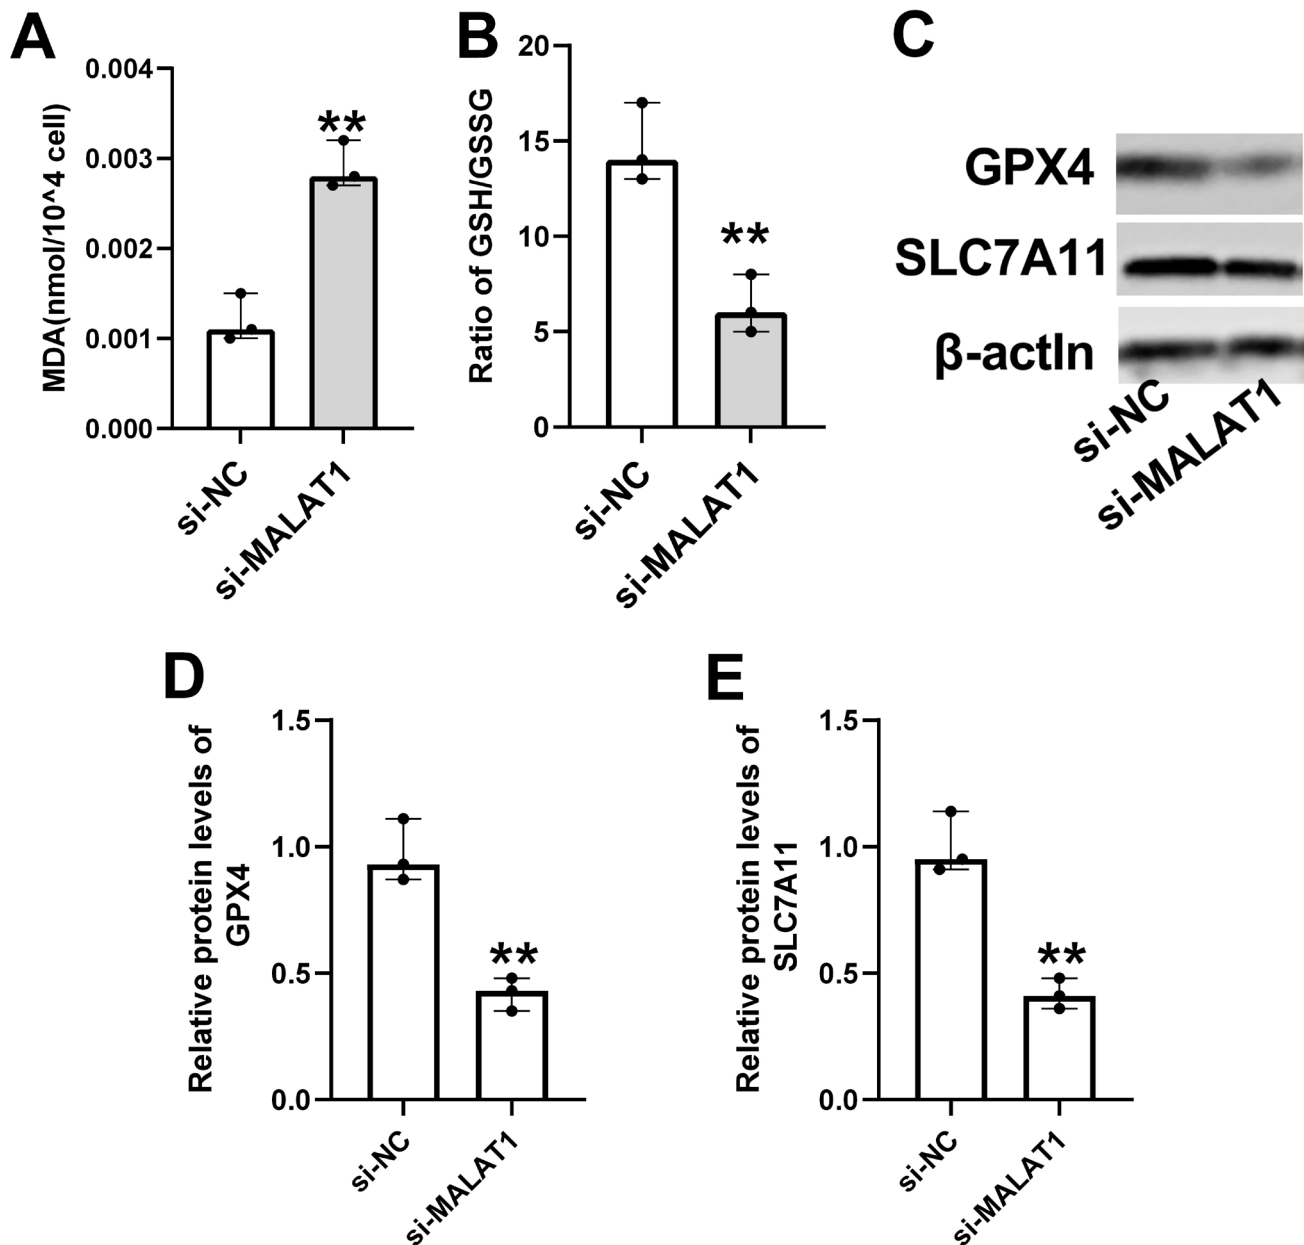 A
MDA(nmol/10^4 cell)
0.004
0.003
0.002
0.001
0.000
**
si-NC
si-MALAT1
B
Ratio of GSH/GSSG
20
15
10
5
0
**
si-NC
si-MALAT1
C
GPX4
SLC7A11
β-actIn
si-NC
si-MALAT1
D
Relative protein levels of
GPX4
1.5
1.0
0.5
0.0
**
si-NC
si-MALAT1
E
Relative protein levels of
SLC7A11
1.5
1.0
0.5
0.0
**
si-NC
si-MALAT1